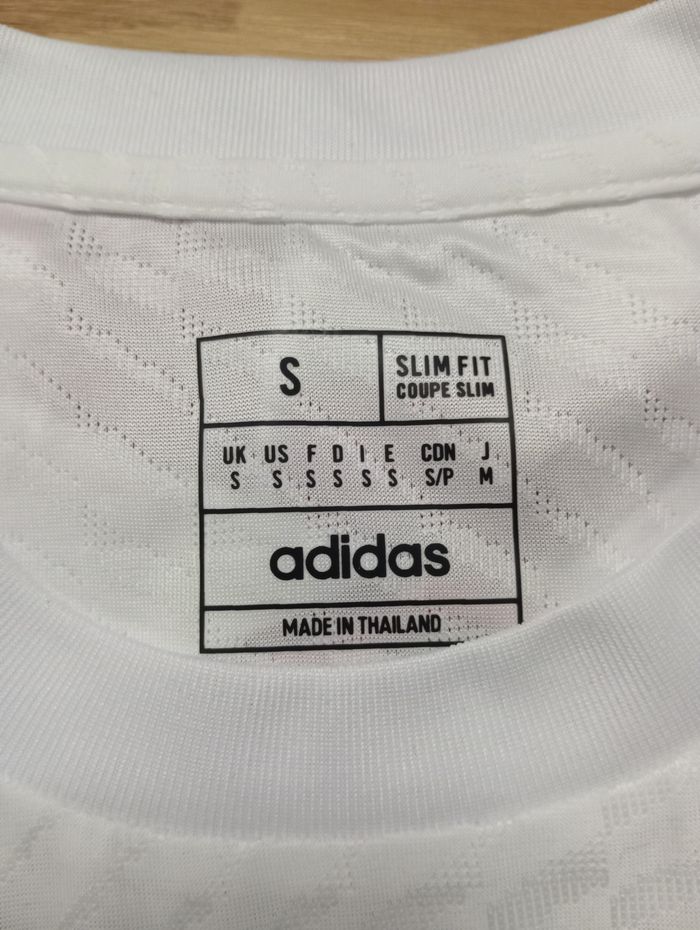 S
SLIM FIT
COUPE SLIM
UK US F D I E CDN J
S S S S S S S/P M
adidas
MADE IN THAILAND